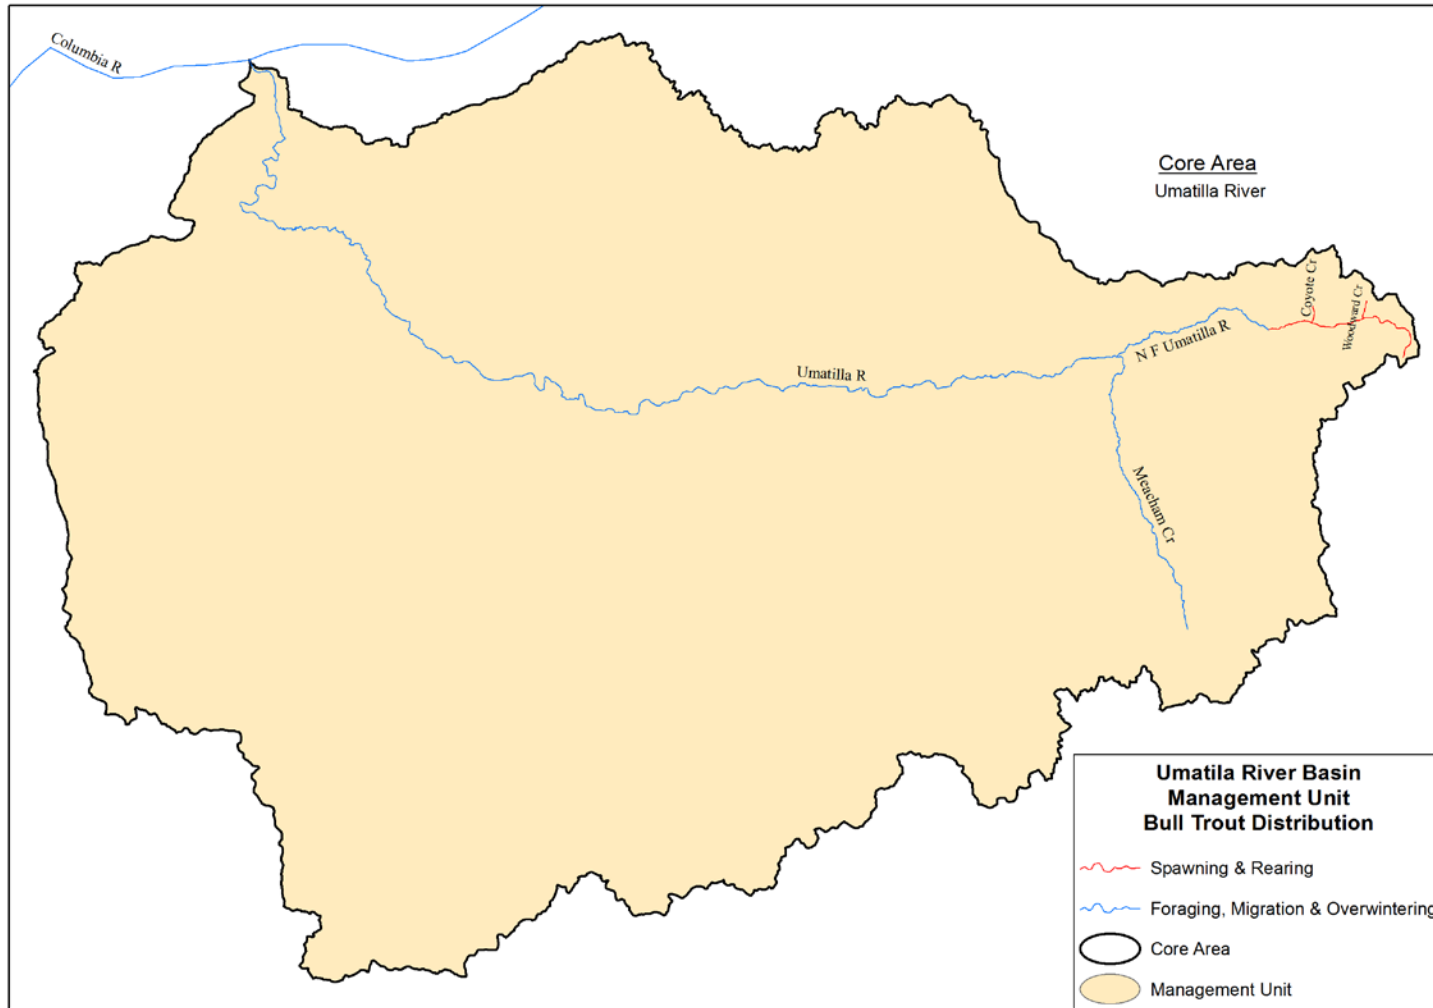 Columbia R
Core Area
Umatilla River
Coyote Cr
Woodward Cr
N F Umatilla R
Umatilla R
Meacham Cr
Umatila River Basin
Management Unit
Bull Trout Distribution
Spawning & Rearing
Foraging, Migration & Overwintering
Core Area
Management Unit